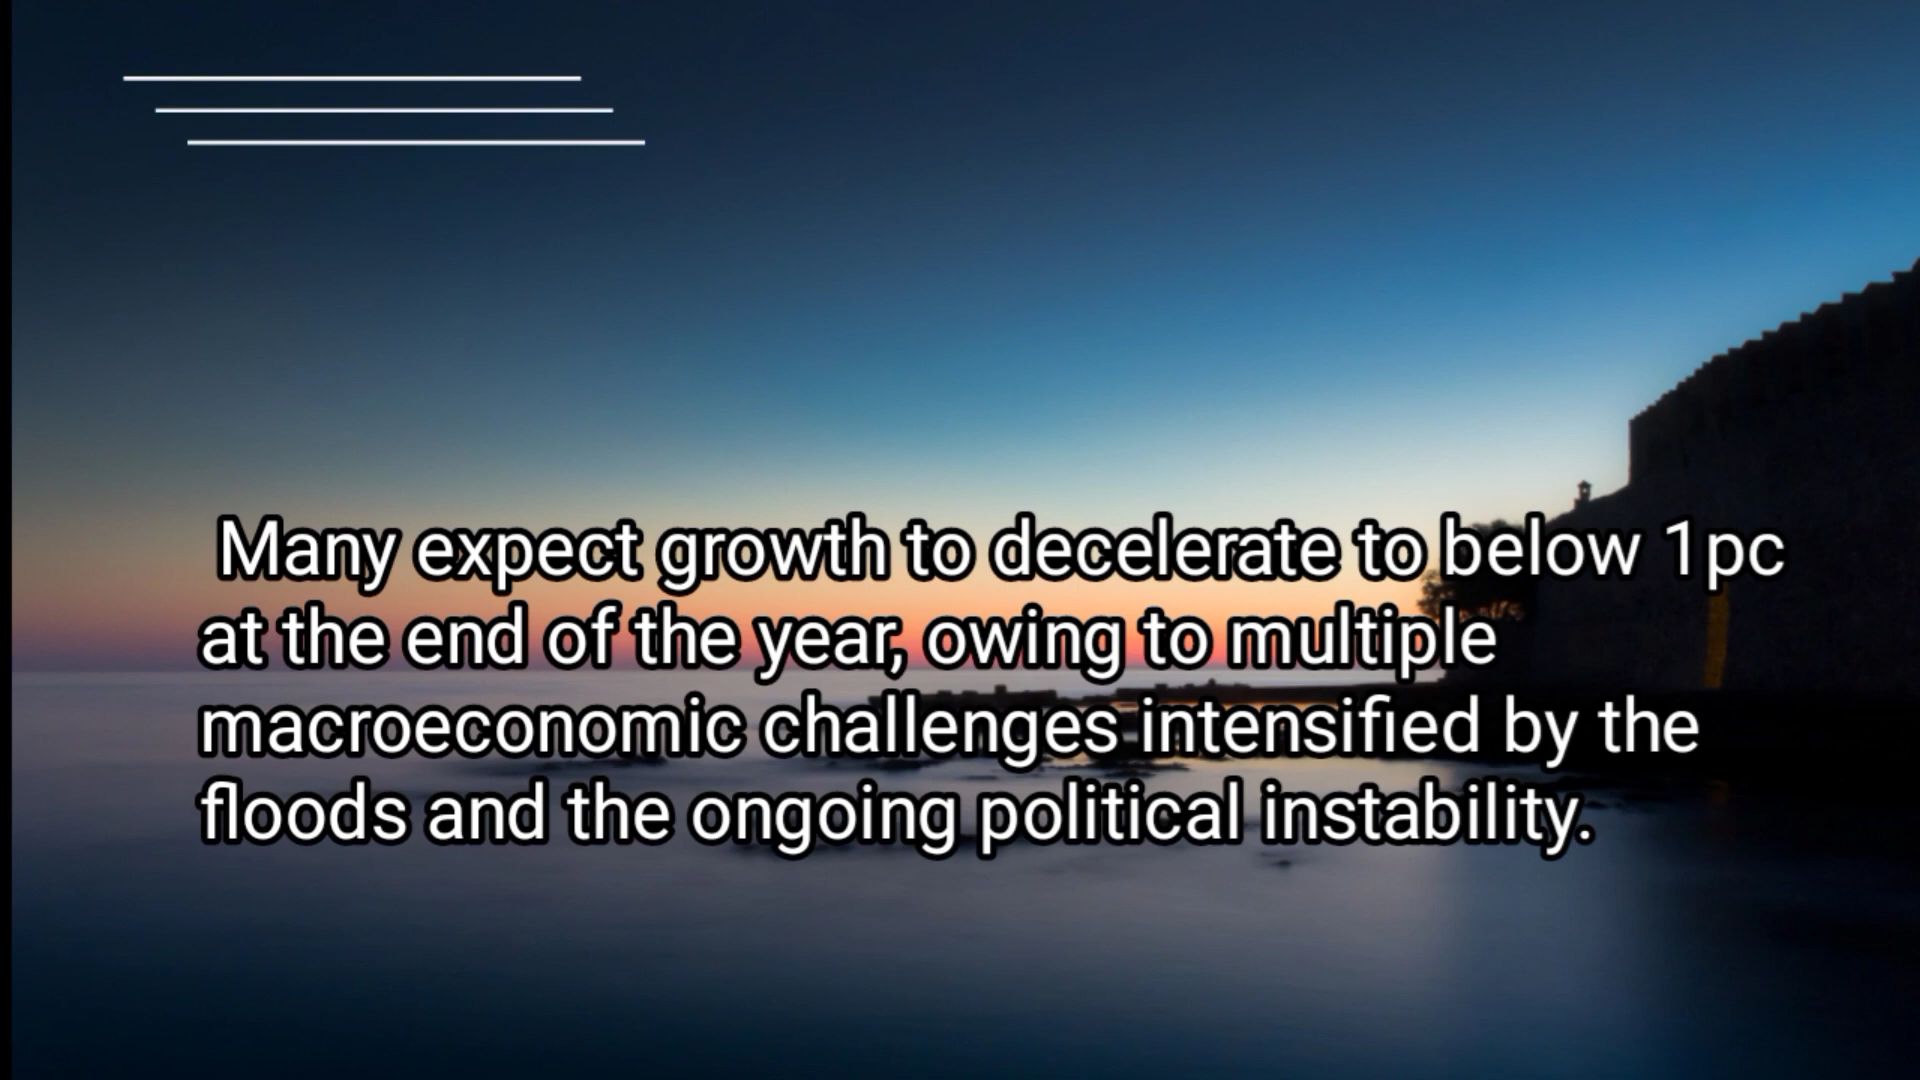 Many expect growth to decelerate to below 1pc
at the end of the year, owing to multiple
macroeconomic challenges intensified by the
floods and the ongoing political instability.